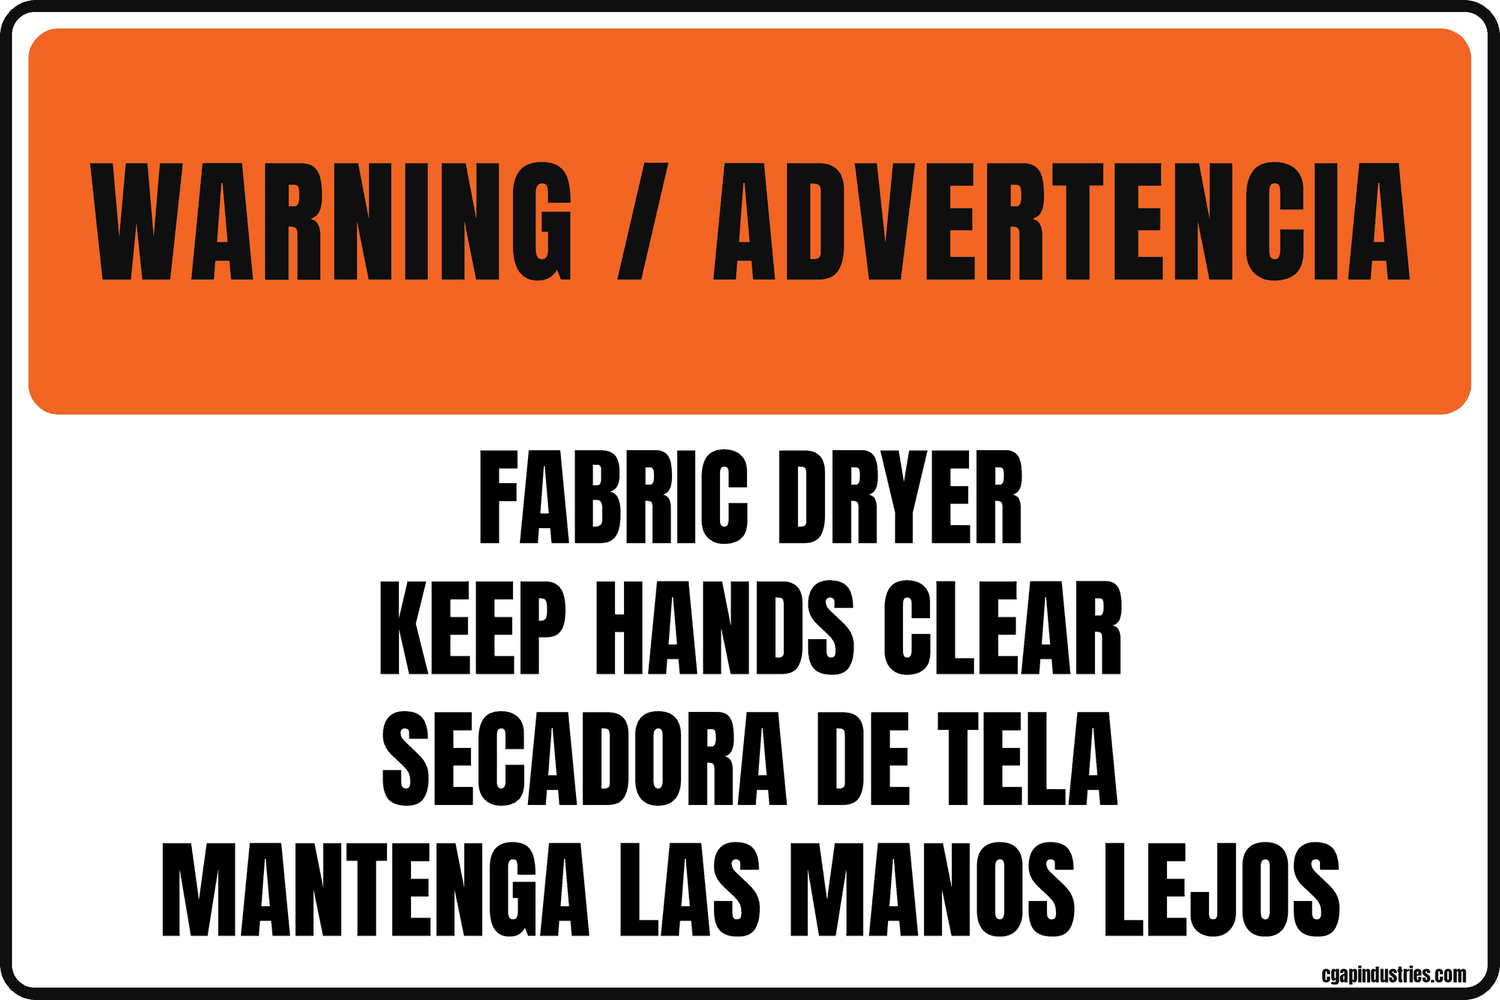 WARNING / ADVERTENCIA
FABRIC DRYER
KEEP HANDS CLEAR
SECADORA DE TELA
MANTENGA LAS MANOS LEJOS
cgapindustries.com